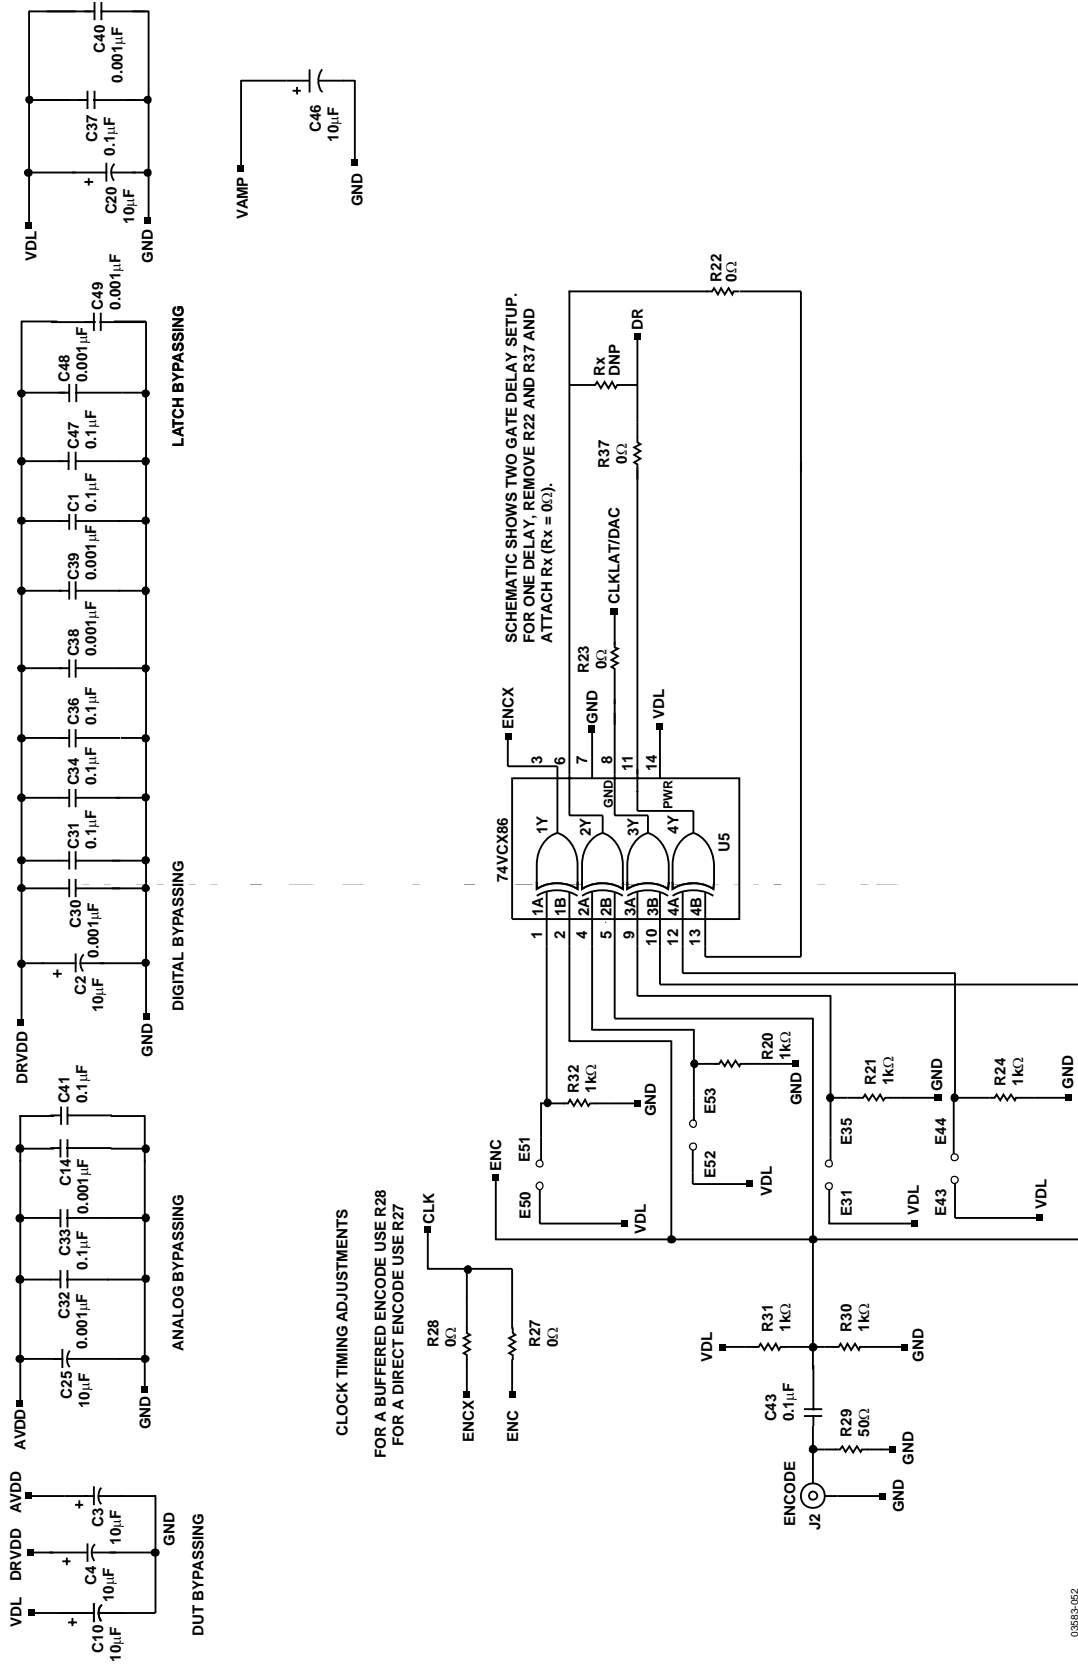 VDL
C10
10µF
+
DRVDD
C4
10µF
+
AVDD
C3
10µF
+
GND
DUT BYPASSING
AVDD
GND
C25
10µF
C32
0.001µF
C33
0.1µF
C14
0.001µF
C41
0.1µF
ANALOG BYPASSING
DRVDD
GND
+
C2
10µF
C30
0.001µF
C31
0.1µF
C34
0.1µF
C36
0.1µF
C38
0.001µF
C39
0.001µF
C1
0.1µF
C47
0.1µF
C48
0.001µF
C49
0.001µF
DIGITAL BYPASSING
LATCH BYPASSING
VDL
GND
+
C20
10µF
C37
0.1µF
C40
0.001µF
VAMP
GND
+
C46
10µF
CLOCK TIMING ADJUSTMENTS
FOR A BUFFERED ENCODE USE R28
FOR A DIRECT ENCODE USE R27
ENCX
R28
0Ω
CLK
ENC
R27
0Ω
SCHEMATIC SHOWS TWO GATE DELAY SETUP.
FOR ONE DELAY, REMOVE R22 AND R37 AND
ATTACH Rx (Rx = 0Ω).
ENCODE
J2
GND
R29
50Ω
GND
C43
0.1µF
VDL
R31
1kΩ
R30
1kΩ
GND
ENC
E50
E51
VDL
R32
1kΩ
GND
E52
E53
VDL
R20
1kΩ
GND
E31
E35
VDL
R21
1kΩ
GND
E43
E44
VDL
R24
1kΩ
GND
74VCX86
U5
1
2
4
5
9
10
12
13
1A
1B
2A
2B
3A
3B
4A
4B
1Y
2Y
3Y
4Y
GND
PWR
3
6
7
8
11
14
ENCX
GND
R23
0Ω
CLKLAT/DAC
VDL
R37
0Ω
Rx
DNP
DR
R22
0Ω
03583-052